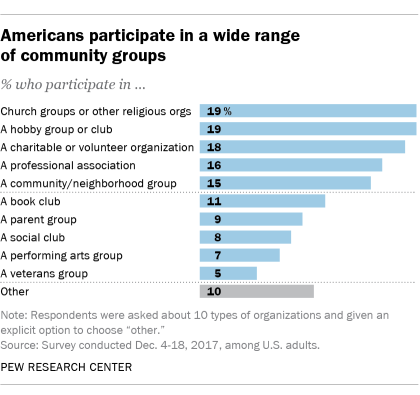 Americans participate in a wide range
of community groups
% who participate in ...
Church groups or other religious orgs 19 %
A hobby group or club 19
A charitable or volunteer organization 18
A professional association 16
A community/neighborhood group 15
A book club 11
A parent group 9
A social club 8
A performing arts group 7
A veterans group 5
Other 10
Note: Respondents were asked about 10 types of organizations and given an
explicit option to choose “other.”
Source: Survey conducted Dec. 4-18, 2017, among U.S. adults.
PEW RESEARCH CENTER